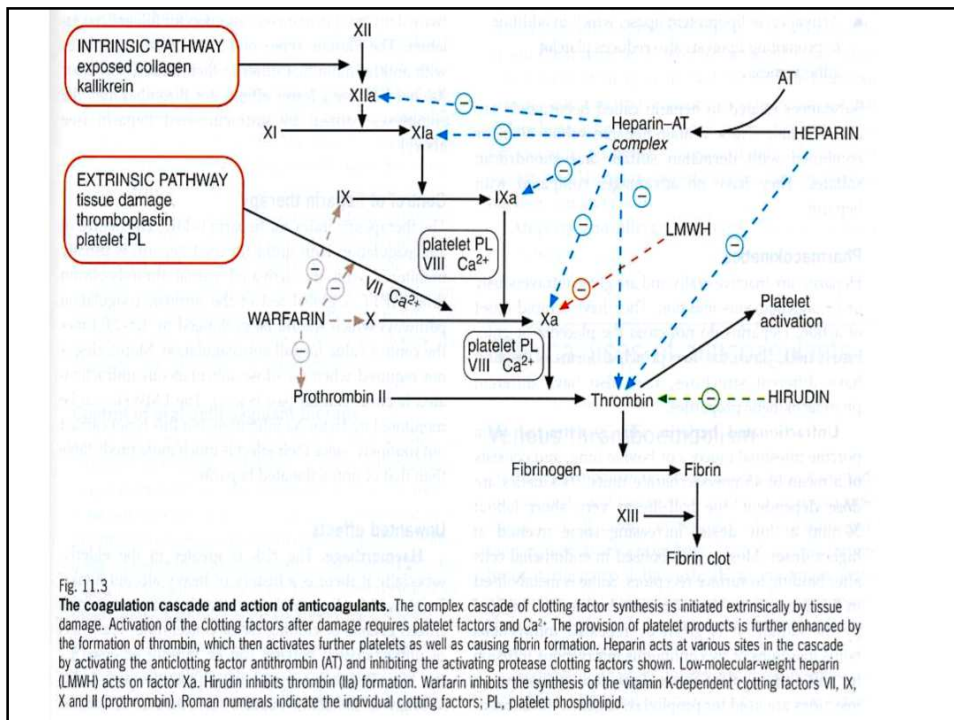 INTRINSIC PATHWAY
exposed collagen
kallikrein
XII
XIIa
XI
XIa
AT
Heparin–AT
complex
HEPARIN
EXTRINSIC PATHWAY
tissue damage
thromboplastin
platelet PL
IX
IXa
LMWH
platelet PL
VIII Ca2+
VII Ca2+
WARFARIN
X
Xa
Platelet
activation
platelet PL
VIII Ca2+
Prothrombin II
Thrombin
HIRUDIN
Fibrinogen
Fibrin
XIII
Fibrin clot
Fig. 11.3
The coagulation cascade and action of anticoagulants. The complex cascade of clotting factor synthesis is initiated extrinsically by tissue
damage. Activation of the clotting factors after damage requires platelet factors and Ca2+ The provision of platelet products is further enhanced by
the formation of thrombin, which then activates further platelets as well as causing fibrin formation. Heparin acts at various sites in the cascade
by activating the anticlotting factor antithrombin (AT) and inhibiting the activating protease clotting factors shown. Low-molecular-weight heparin
(LMWH) acts on factor Xa. Hirudin inhibits thrombin (IIa) formation. Warfarin inhibits the synthesis of the vitamin K-dependent clotting factors VII, IX,
X and II (prothrombin). Roman numerals indicate the individual clotting factors; PL, platelet phospholipid.